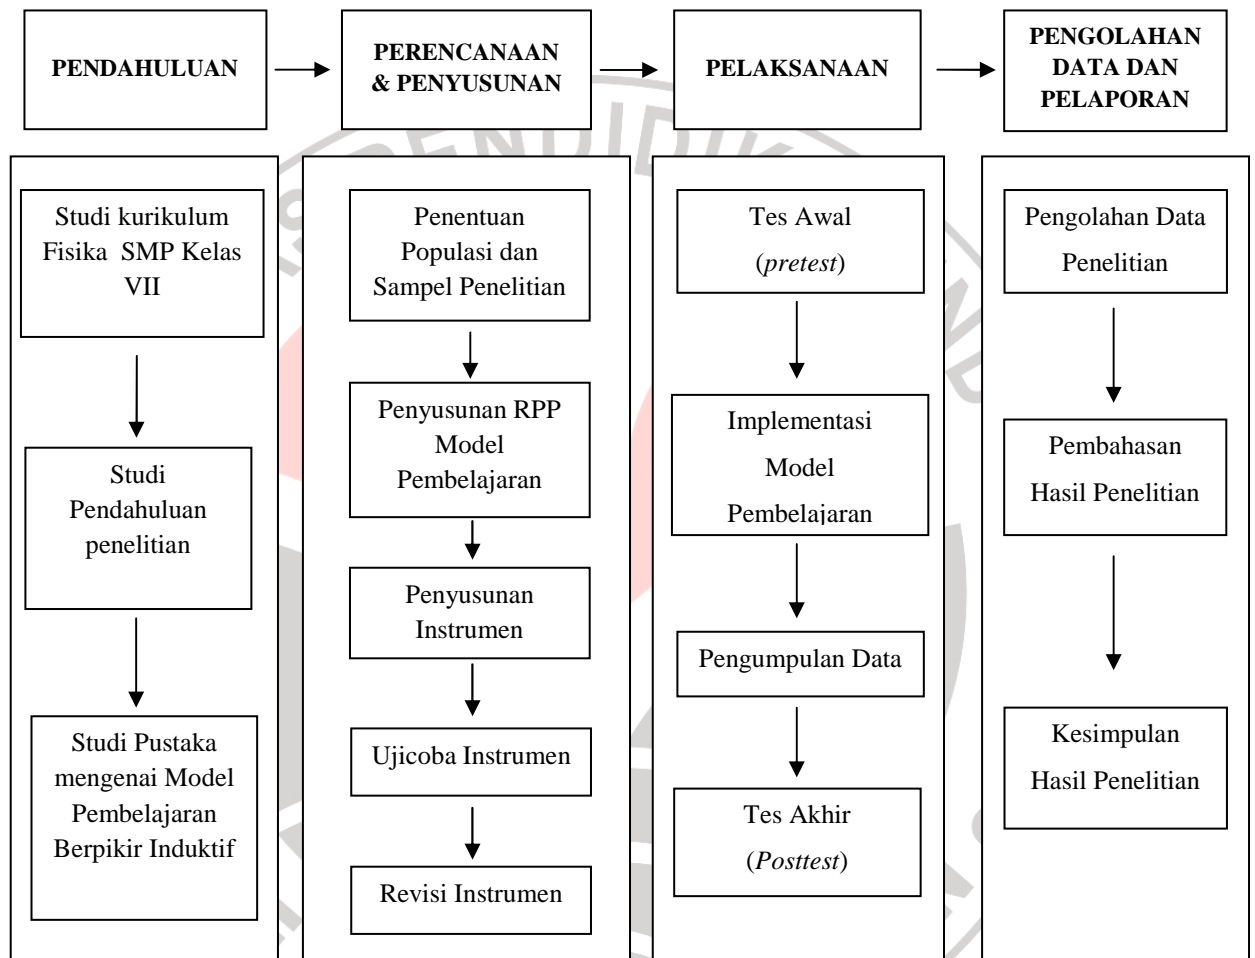 PENDAHULUAN
PERENCANAAN
& PENYUSUNAN
PELAKSANAAN
PENGOLAHAN
DATA DAN
PELAPORAN
Studi kurikulum
Fisika SMP Kelas
VII
Studi
Pendahuluan
penelitian
Studi Pustaka
mengenai Model
Pembelajaran
Berpikir Induktif
Penentuan
Populasi dan
Sampel Penelitian
Penyusunan RPP
Model
Pembelajaran
Penyusunan
Instrumen
Ujicoba Instrumen
Revisi Instrumen
Tes Awal
(pretest)
Implementasi
Model
Pembelajaran
Pengumpulan Data
Tes Akhir
(Posttest)
Pengolahan Data
Penelitian
Pembahasan
Hasil Penelitian
Kesimpulan
Hasil Penelitian